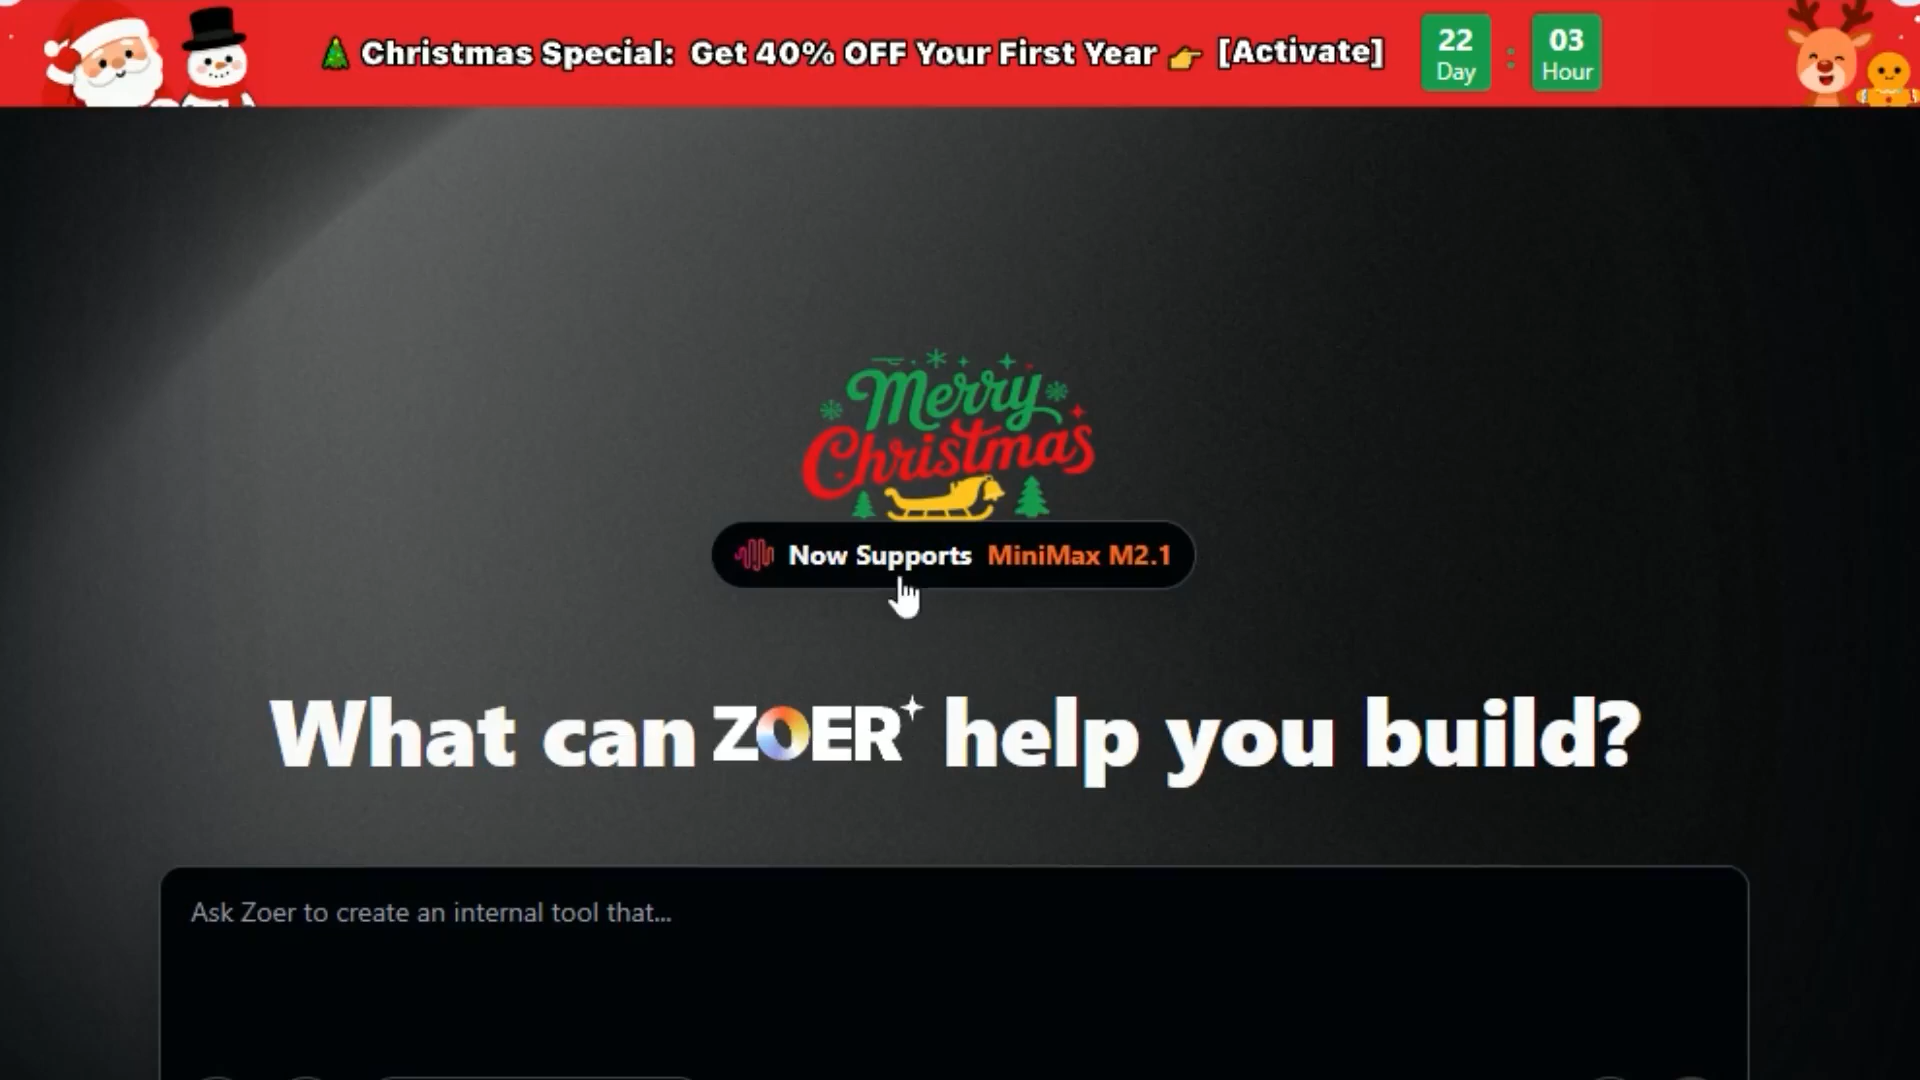 🎄 Christmas Special: Get 40% OFF Your First Year 👉 [Activate]
22 : 03
Day Hour
Merry
Christmas
Now Supports MiniMax M2.1
What can ZOER help you build?
Ask Zoer to create an internal tool that...